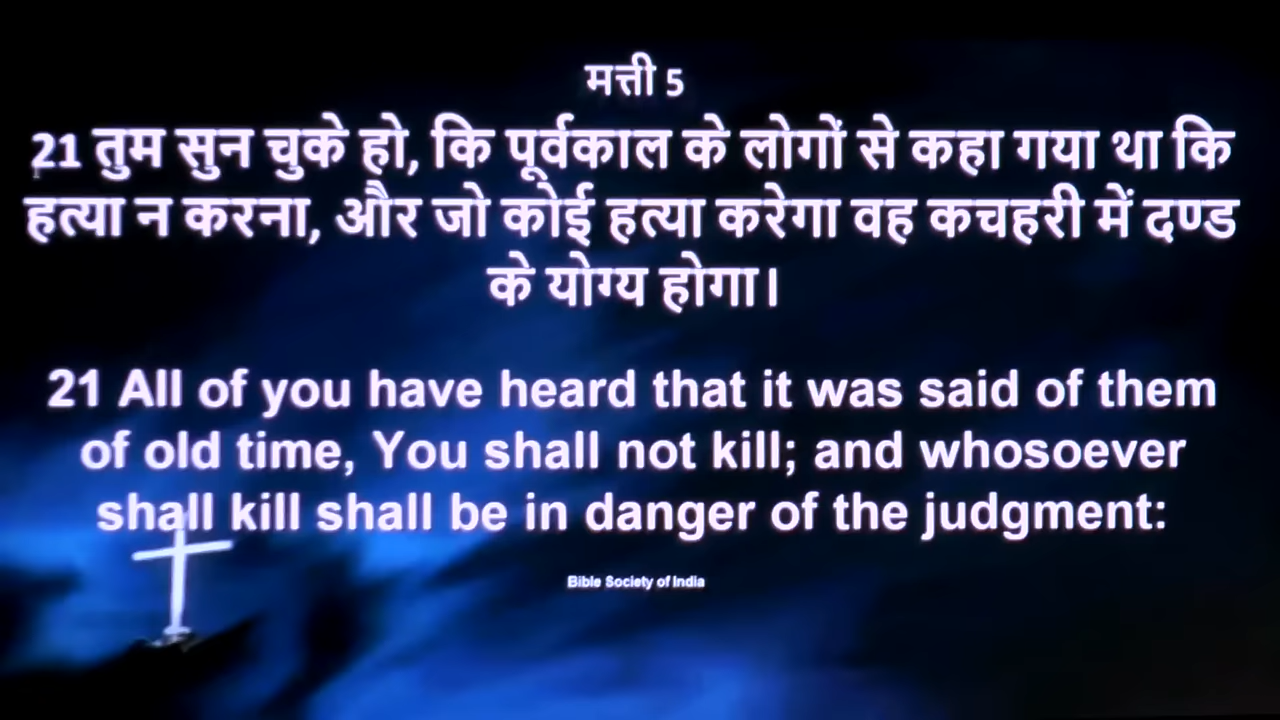 मत्ती 5
21 तुम सुन चुके हो, कि पूर्वकाल के लोगों से कहा गया था कि
हत्या न करना, और जो कोई हत्या करेगा वह कचहरी में दण्ड
के योग्य होगा।
21 All of you have heard that it was said of them
of old time, You shall not kill; and whosoever
shall kill shall be in danger of the judgment:
Bible Society of India